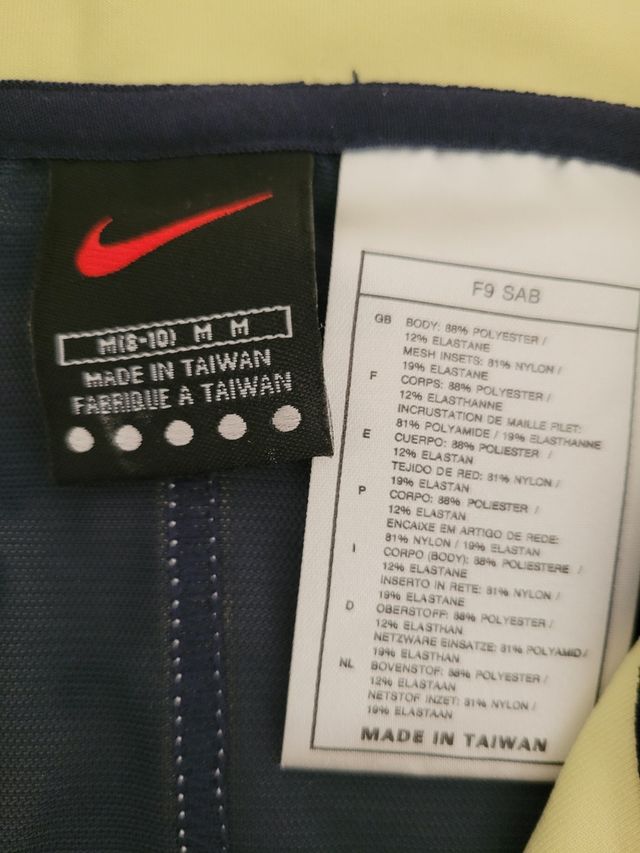 M(8-10) M M
MADE IN TAIWAN
FABRIQUE A TAIWAN
F9 SAB
GB BODY: 88% POLYESTER /
12% ELASTANE
MESH INSETS: 81% NYLON /
19% ELASTANE
F CORPS: 88% POLYESTER /
12% ELASTHANNE
INCRUSTATION DE MAILLE FILET:
81% POLYAMIDE / 19% ELASTHANNE
E CUERPO: 88% POLIESTER /
12% ELASTAN
TEJIDO DE RED: 81% NYLON /
19% ELASTAN
P CORPO: 88% POLIESTER /
12% ELASTAN
ENCAIXE EM ARTIGO DE REDE:
81% NYLON / 19% ELASTAN
I CORPO (BODY): 88% POLIESTERE /
12% ELASTANE
INSERTO IN RETE: 81% NYLON /
19% ELASTANE
D OBERSTOFF: 88% POLYESTER /
12% ELASTHAN
NETZWARE EINSATZE: 81% POLYAMID /
19% ELASTHAN
NL BOVENSTOF: 88% POLYESTER /
12% ELASTAAN
NETSTOF INZET: 81% NYLON /
19% ELASTAAN
MADE IN TAIWAN